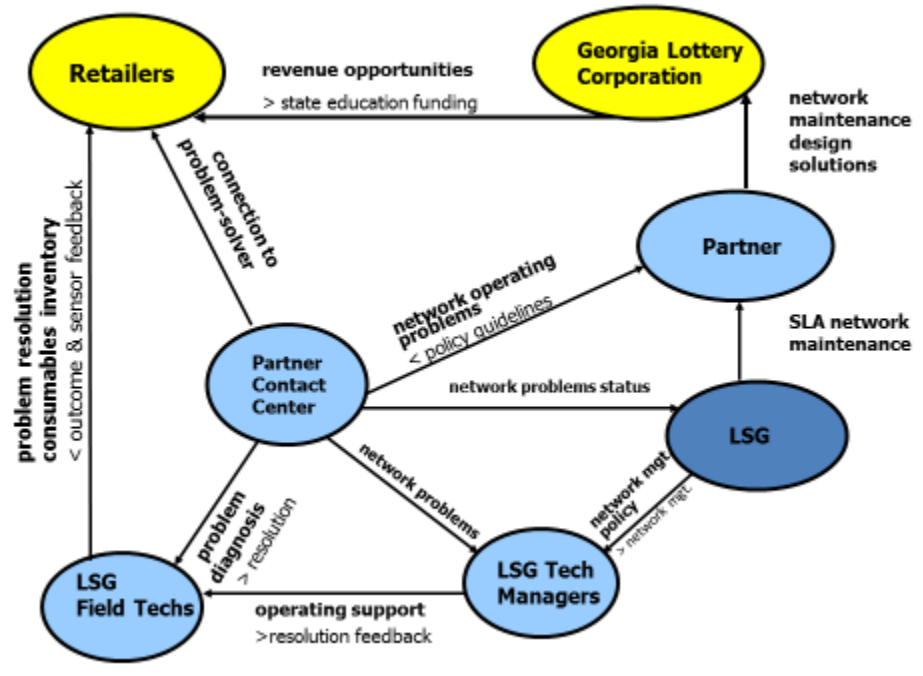 Retailers
Georgia Lottery
Corporation
revenue opportunities
> state education funding
network
maintenance
design
solutions
connection to
problem-solver
Partner
problem resolution
consumables inventory
< outcome & sensor feedback
network operating
problems
< policy guidelines
SLA network
maintenance
Partner
Contact
Center
network problems status
LSG
network problems
network mgt
policy
> network mgt.
problem
diagnosis
> resolution
LSG
Field Techs
LSG Tech
Managers
operating support
>resolution feedback